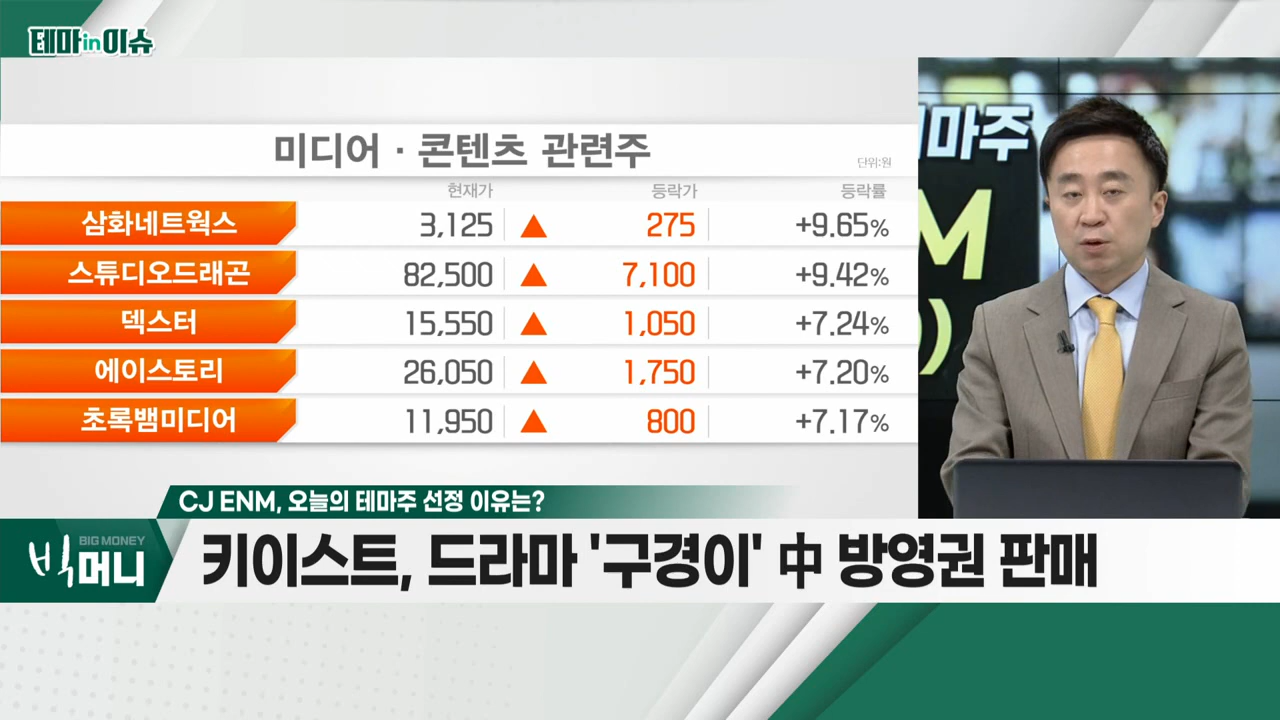 테마in이슈
미디어·콘텐츠 관련주
단위:원
현재가 등락가 등락률
삼화네트웍스 3,125 ▲ 275 +9.65%
스튜디오드래곤 82,500 ▲ 7,100 +9.42%
덱스터 15,550 ▲ 1,050 +7.24%
에이스토리 26,050 ▲ 1,750 +7.20%
초록뱀미디어 11,950 ▲ 800 +7.17%
마주
M
)
CJ ENM, 오늘의 테마주 선정 이유는?
BIG MONEY
빅머니
키이스트, 드라마 '구경이' 中 방영권 판매